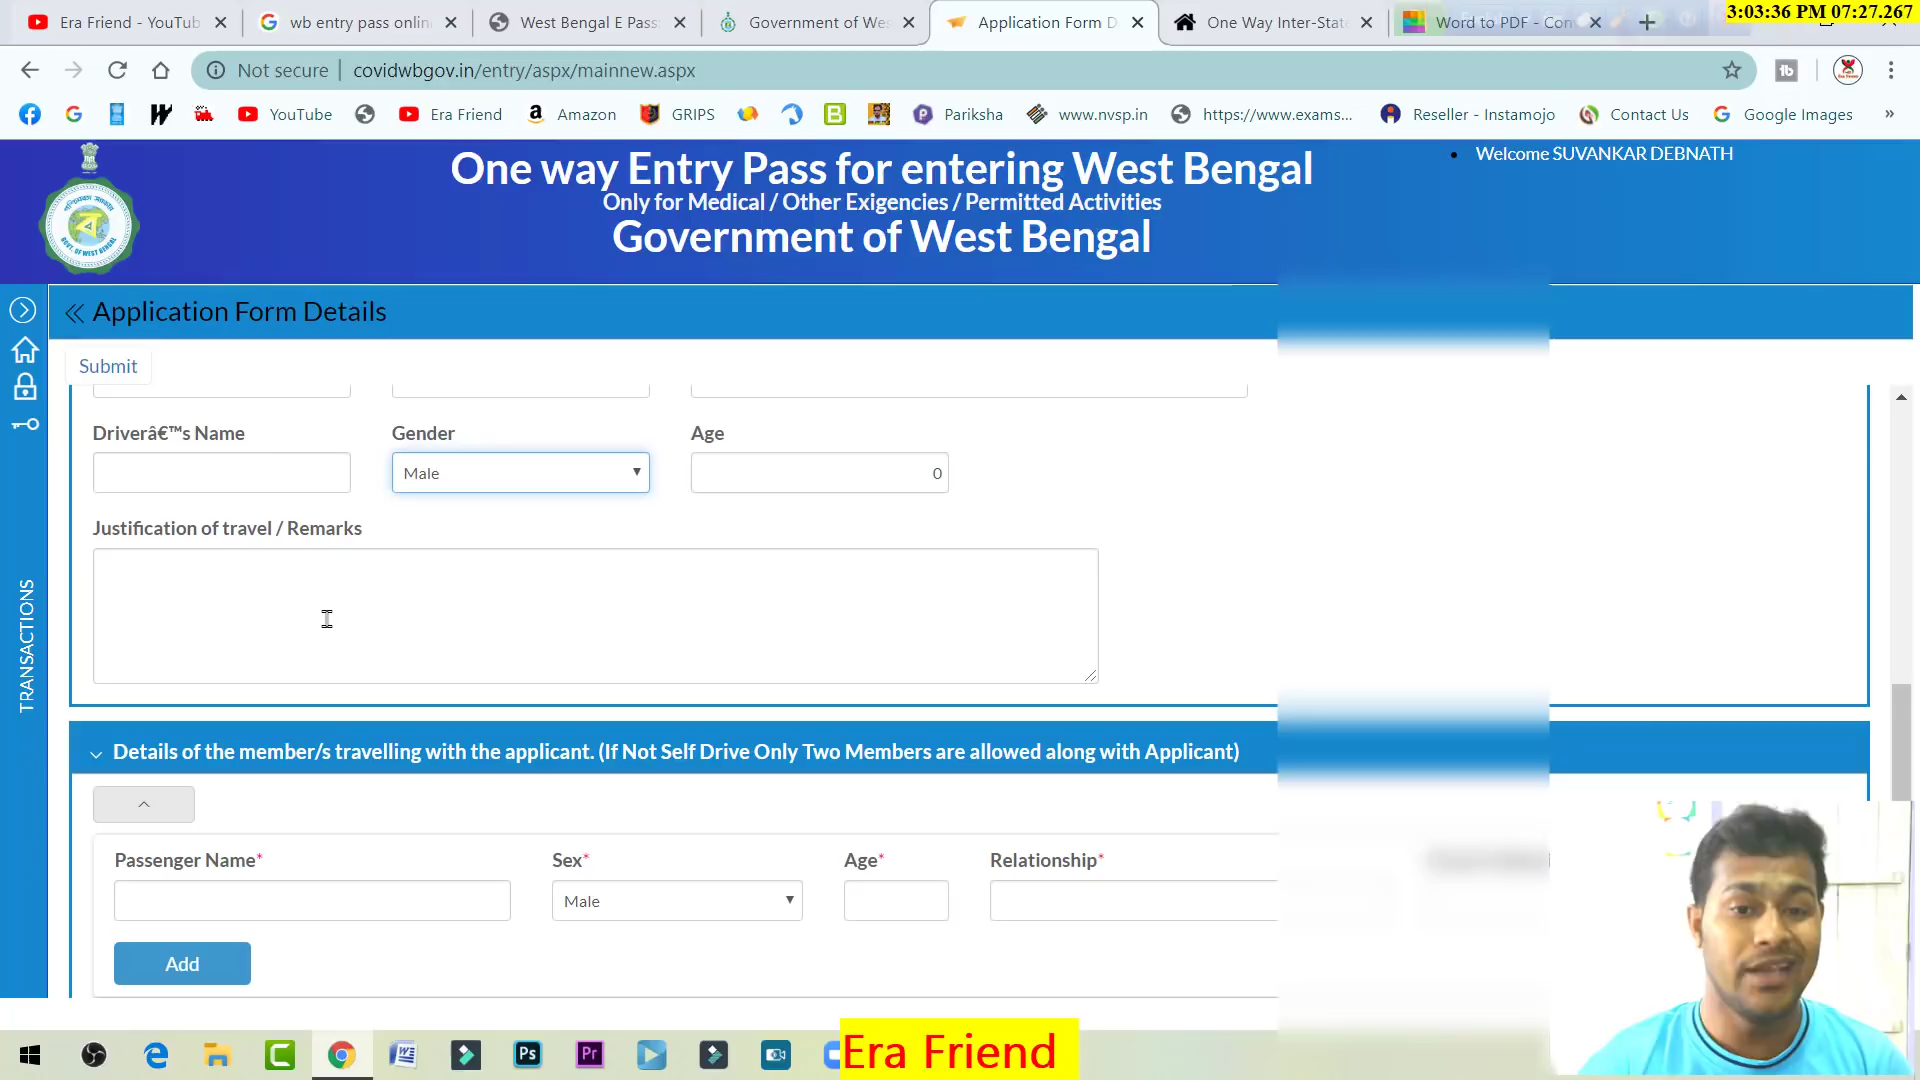 Era Friend - YouTub
wb entry pass onlin
West Bengal E Pass
Government of Wes
Application Form D
One Way Inter-State
Word to PDF - Con
3:03:36 PM 07:27.267
Not secure
covidwbgov.in/entry/aspx/mainnew.aspx
YouTube
Era Friend
Amazon
GRIPS
Pariksha
www.nvsp.in
https://www.exams...
Reseller - Instamojo
Contact Us
Google Images
»
One way Entry Pass for entering West Bengal
Welcome SUVANKAR DEBNATH
Only for Medical / Other Exigencies / Permitted Activities
Government of West Bengal
Application Form Details
Submit
Driverâ€™s Name
Gender
Age
Male
0
Justification of travel / Remarks
TRANSACTIONS
Details of the member/s travelling with the applicant. (If Not Self Drive Only Two Members are allowed along with Applicant)
Passenger Name*
Sex*
Age*
Relationship*
Male
Add
Era Friend